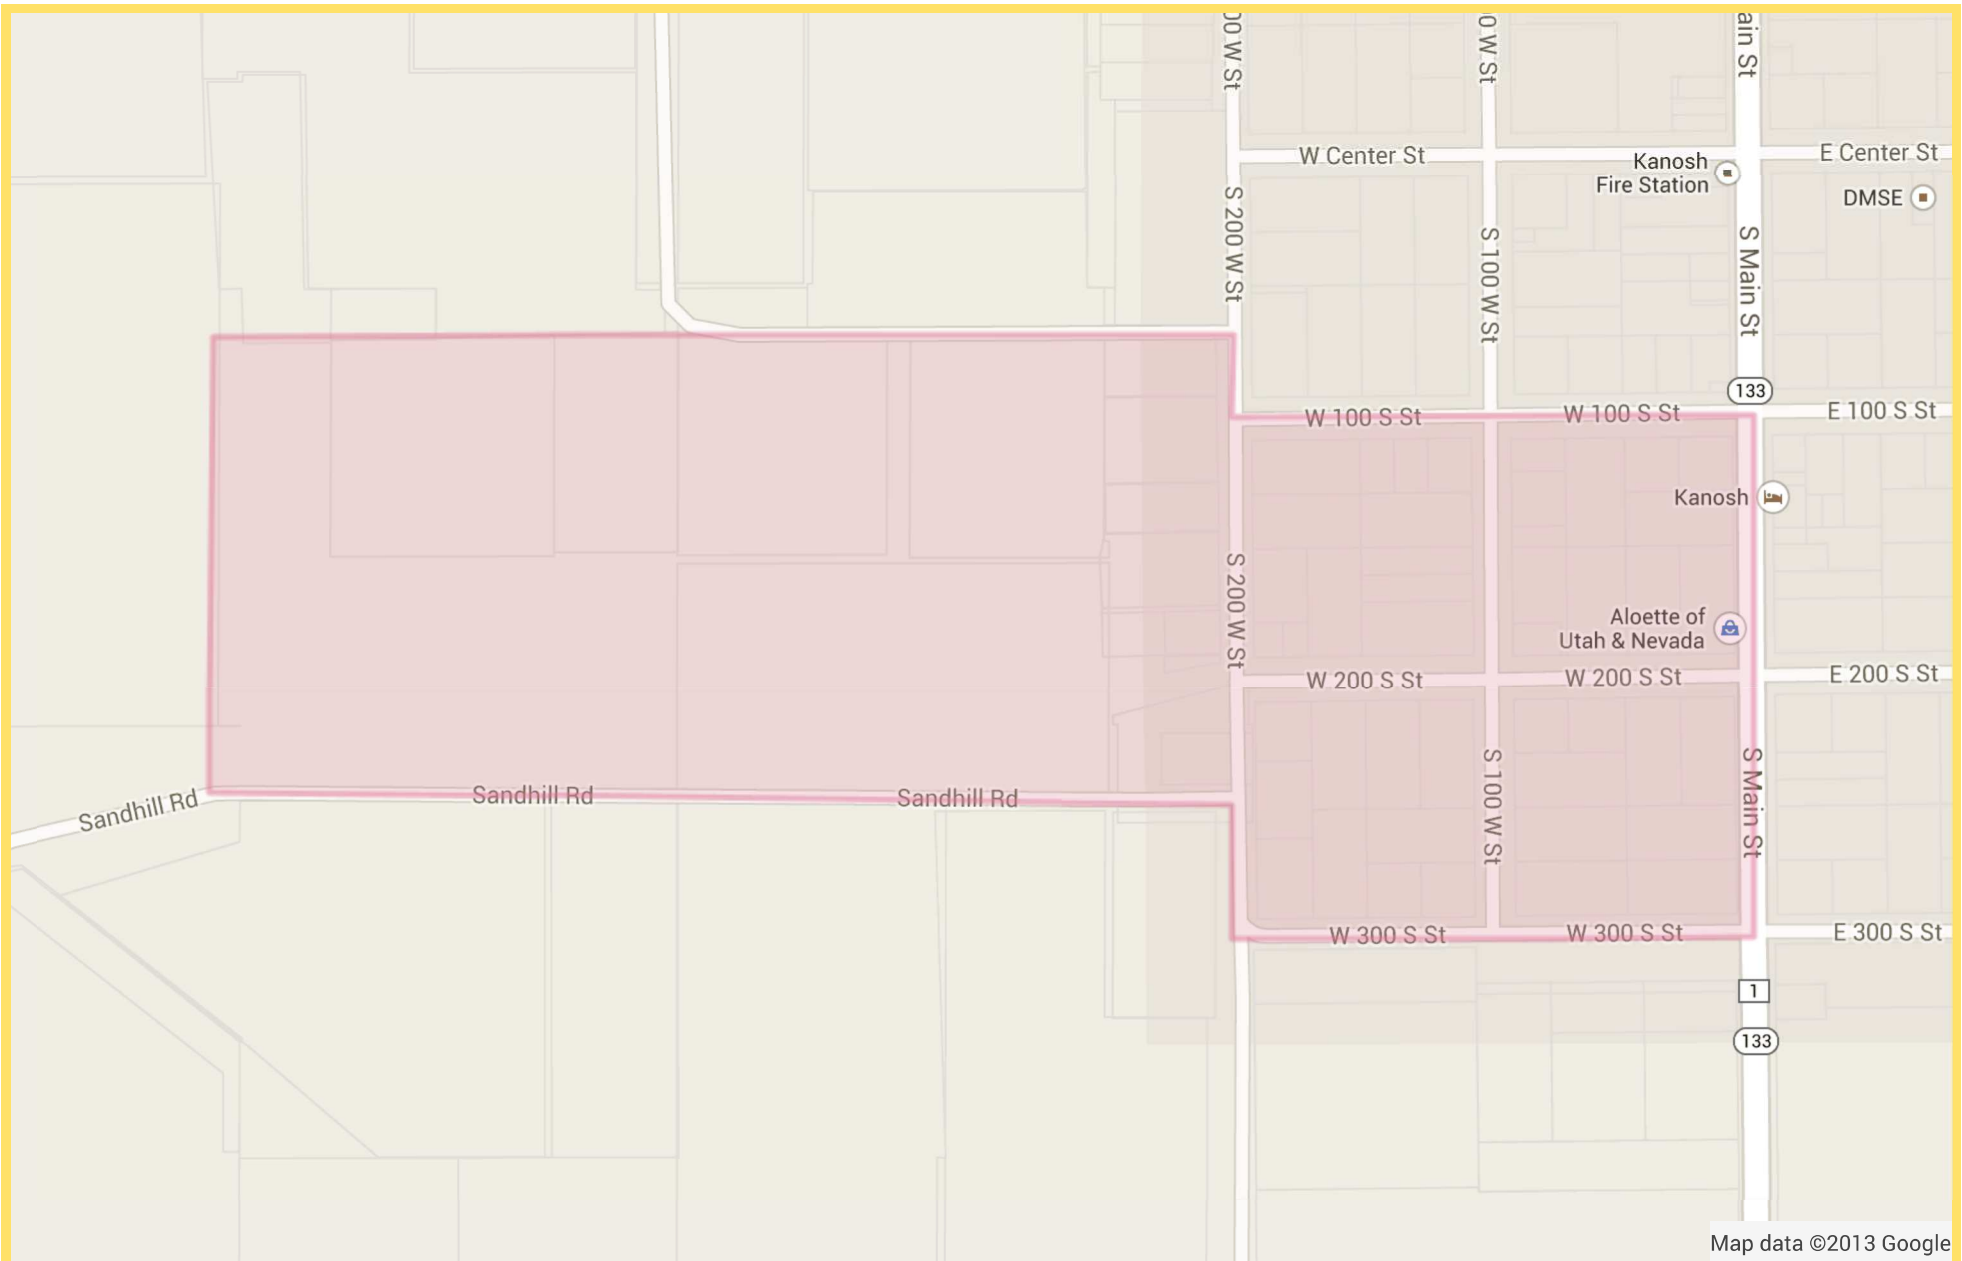 00 W St
0 W St
ain St
W Center St
E Center St
Kanosh
Fire Station
DMSE
S 200 W St
S 100 W St
S Main St
133
W 100 S St
W 100 S St
E 100 S St
Kanosh
S 200 W St
Aloette of
Utah & Nevada
W 200 S St
W 200 S St
E 200 S St
Sandhill Rd
Sandhill Rd
Sandhill Rd
S 100 W St
S Main St
W 300 S St
W 300 S St
E 300 S St
1
133
Map data ©2013 Google